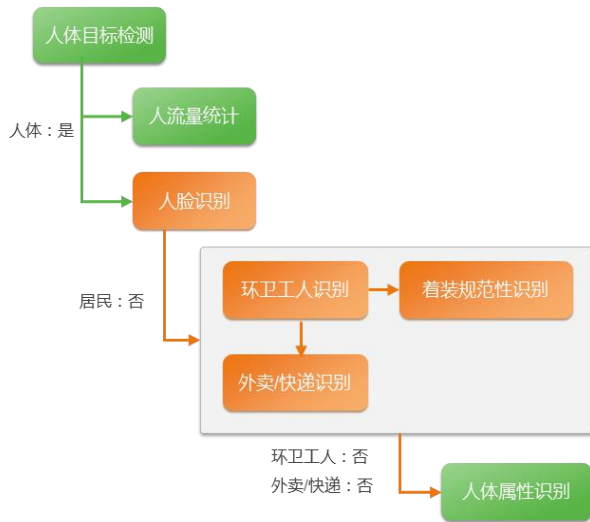 人体目标检测
人流量统计
人体：是
人脸识别
环卫工人识别
着装规范性识别
居民：否
外卖/快递识别
环卫工人：否
外卖/快递：否
人体属性识别